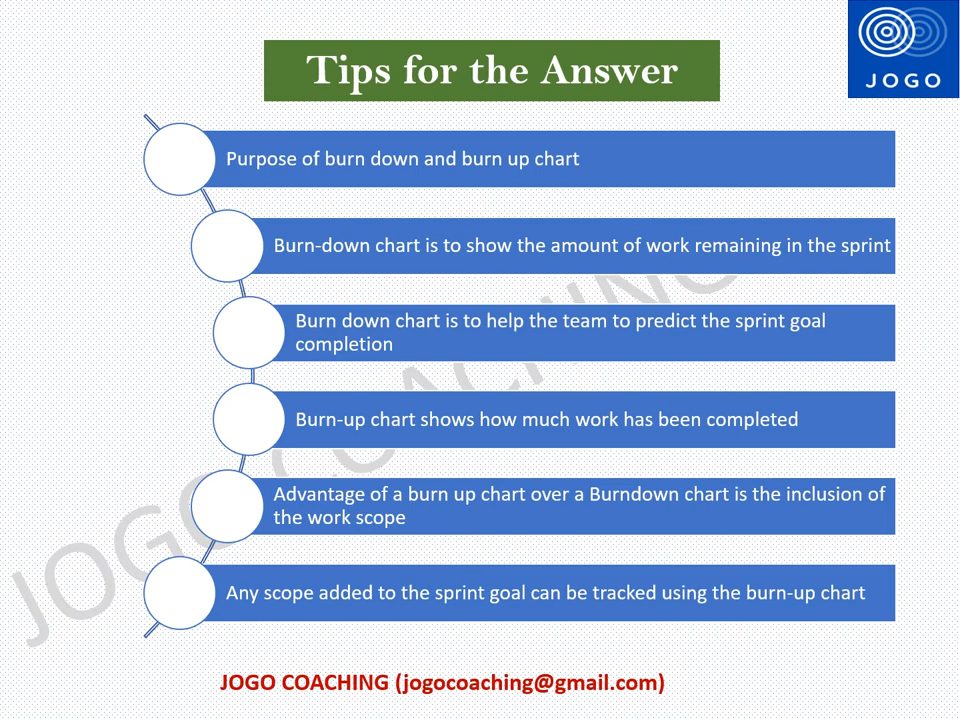 JOGO
Tips for the Answer
Purpose of burn down and burn up chart
Burn-down chart is to show the amount of work remaining in the sprint
Burn down chart is to help the team to predict the sprint goal
completion
Burn-up chart shows how much work has been completed
Advantage of a burn up chart over a Burndown chart is the inclusion of
the work scope
Any scope added to the sprint goal can be tracked using the burn-up chart
JOGO COACHING
JOGO COACHING (jogocoaching@gmail.com)